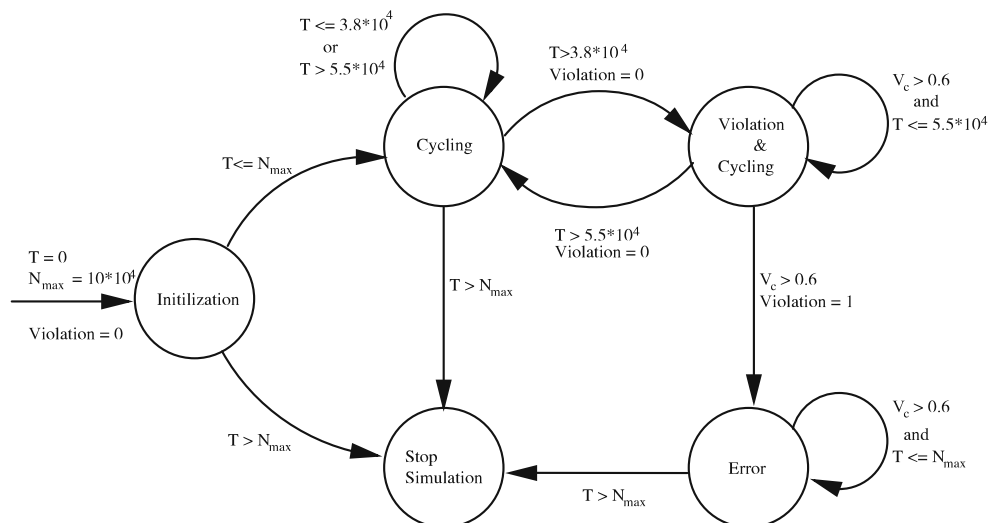 T <= 3.8*10^4
or
T > 5.5*10^4
T>3.8*10^4
Violation = 0
V_c > 0.6
and
T <= 5.5*10^4
Cycling
Violation
&
Cycling
T<= N_max
T > 5.5*10^4
Violation = 0
T = 0
N_max = 10*10^4
Violation = 0
Initilization
T > N_max
V_c > 0.6
Violation = 1
T > N_max
Stop
Simulation
T > N_max
Error
V_c > 0.6
and
T <= N_max